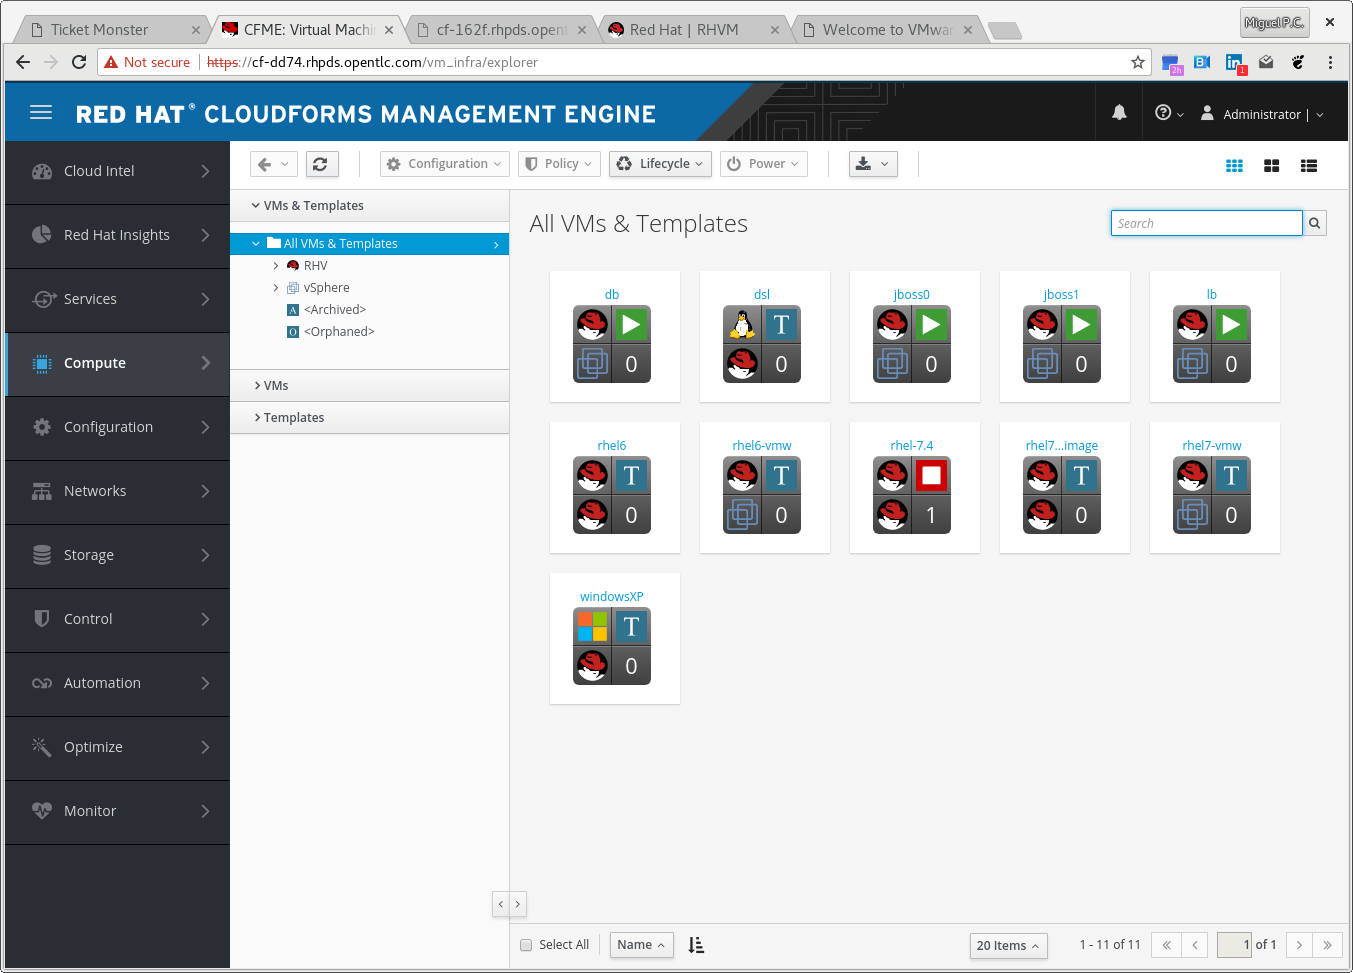 Ticket Monster
CFME: Virtual Machin
cf-162f.rhpds.opent
Red Hat | RHVM
Welcome to VMwar
Miguel P.C.
Not secure
https://cf-dd74.rhpds.opentlc.com/vm_infra/explorer
2h
1
RED HAT® CLOUDFORMS MANAGEMENT ENGINE
Administrator |
Cloud Intel
Red Hat Insights
Services
Compute
Configuration
Networks
Storage
Control
Automation
Optimize
Monitor
Configuration
Policy
Lifecycle
Power
VMs & Templates
All VMs & Templates
RHV
vSphere
A <Archived>
O <Orphaned>
VMs
Templates
All VMs & Templates
Search
db
0
dsl
T
0
jboss0
0
jboss1
0
lb
0
rhel6
T
0
rhel6-vmw
T
0
rhel-7.4
1
rhel7...image
T
0
rhel7-vmw
T
0
windowsXP
T
0
Select All
Name
20 Items
1 - 11 of 11
1 of 1